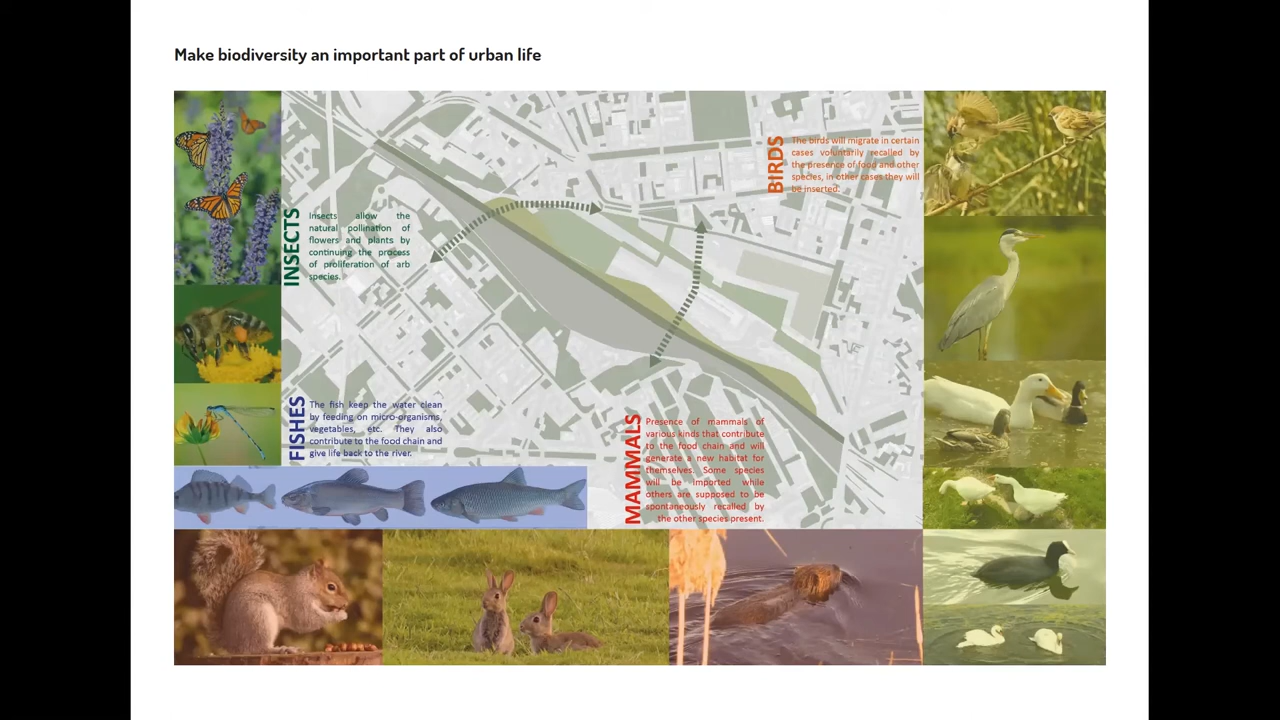 Make biodiversity an important part of urban life
INSECTS
Insects allow the
natural pollination of
flowers and plants by
continuing the process
of proliferation of arb
species.
BIRDS
The birds will migrate in certain
cases voluntarily recalled by
the presence of food and other
species, in other cases they will
be inserted.
FISHES
The fish keep the water clean
by feeding on micro-organisms,
vegetables, etc. They also
contribute to the food chain and
give life back to the river.
MAMMALS
Presence of mammals of
various kinds that contribute
to the food chain and will
generate a new habitat for
themselves. Some species
will be imported while
others are supposed to be
spontaneously recalled by
the other species present.